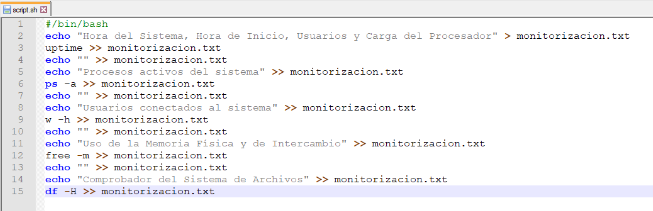 script.sh
1 #/bin/bash
2 echo "Hora del Sistema, Hora de Inicio, Usuarios y Carga del Procesador" > monitorizacion.txt
3 uptime >> monitorizacion.txt
4 echo "" >> monitorizacion.txt
5 echo "Procesos activos del sistema" >> monitorizacion.txt
6 ps -a >> monitorizacion.txt
7 echo "" >> monitorizacion.txt
8 echo "Usuarios conectados al sistema" >> monitorizacion.txt
9 w -h >> monitorizacion.txt
10 echo "" >> monitorizacion.txt
11 echo "Uso de la Memoria Física y de Intercambio" >> monitorizacion.txt
12 free -m >> monitorizacion.txt
13 echo "" >> monitorizacion.txt
14 echo "Comprobador del Sistema de Archivos" >> monitorizacion.txt
15 df -H >> monitorizacion.txt